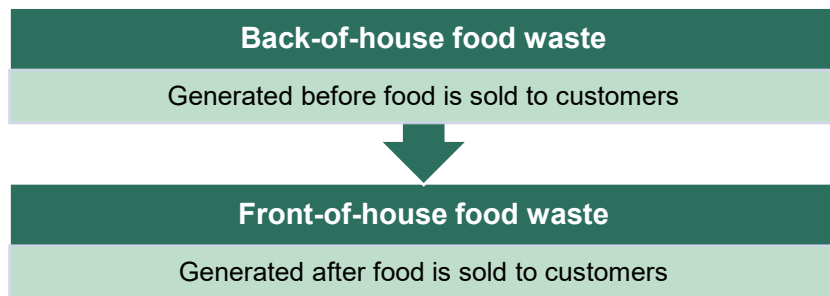 Back-of-house food waste
Generated before food is sold to customers
Front-of-house food waste
Generated after food is sold to customers